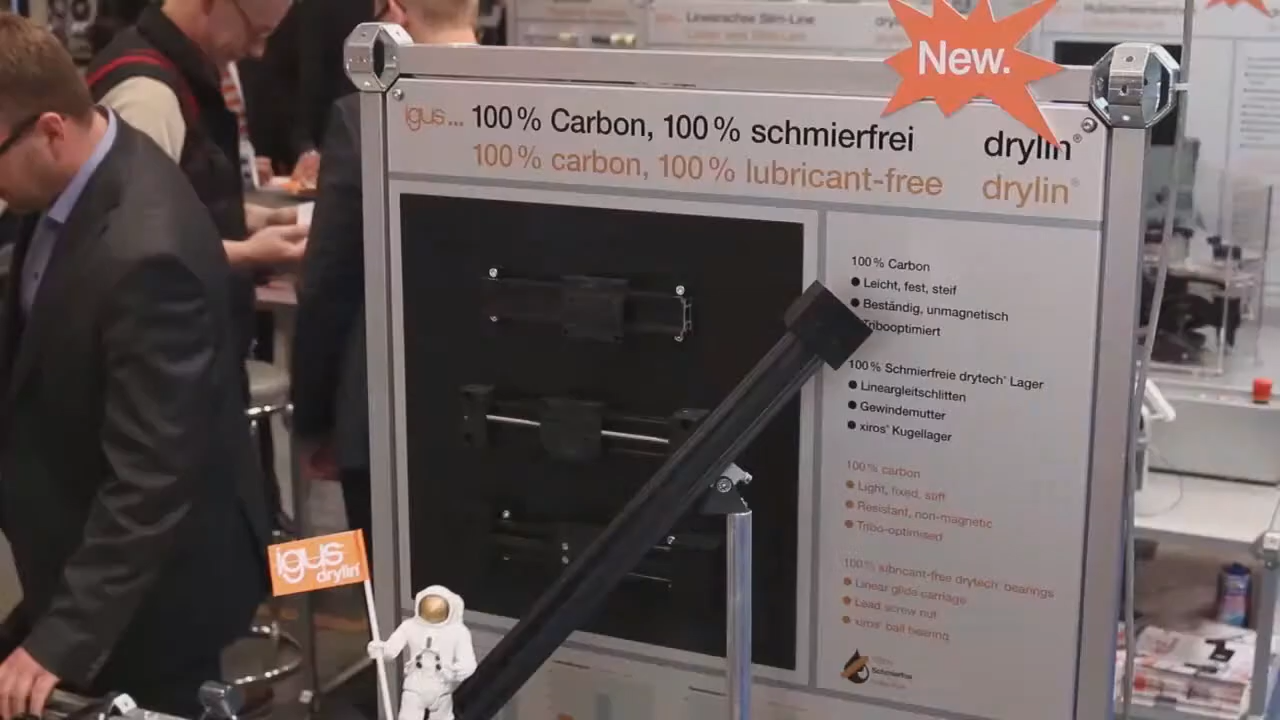 New.
igus... 100 % Carbon, 100 % schmierfrei drylin®
100 % carbon, 100 % lubricant-free drylin®
100 % Carbon
Leicht, fest, steif
Beständig, unmagnetisch
Tribooptimiert
100 % Schmierfreie drytech® Lager
Lineargleitschlitten
Gewindemutter
xiros® Kugellager
100 % carbon
Light, fixed, stiff
Resistant, non-magnetic
Tribo-optimised
100 % lubricant-free drytech® bearings
Linear glide carriage
Lead screw nut
xiros® ball bearing
Schmierfrei
igus
drylin®